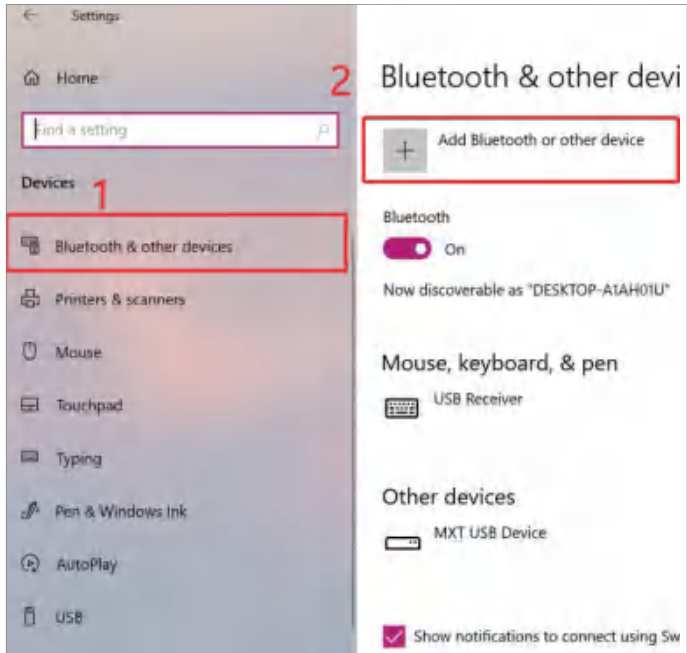 Settings
Home
Find a setting
Devices
1
Bluetooth & other devices
Printers & scanners
Mouse
Touchpad
Typing
Pen & Windows Ink
AutoPlay
USB
2
Bluetooth & other devi
Add Bluetooth or other device
Bluetooth
On
Now discoverable as "DESKTOP-A1AH01U"
Mouse, keyboard, & pen
USB Receiver
Other devices
MXT USB Device
Show notifications to connect using Sw